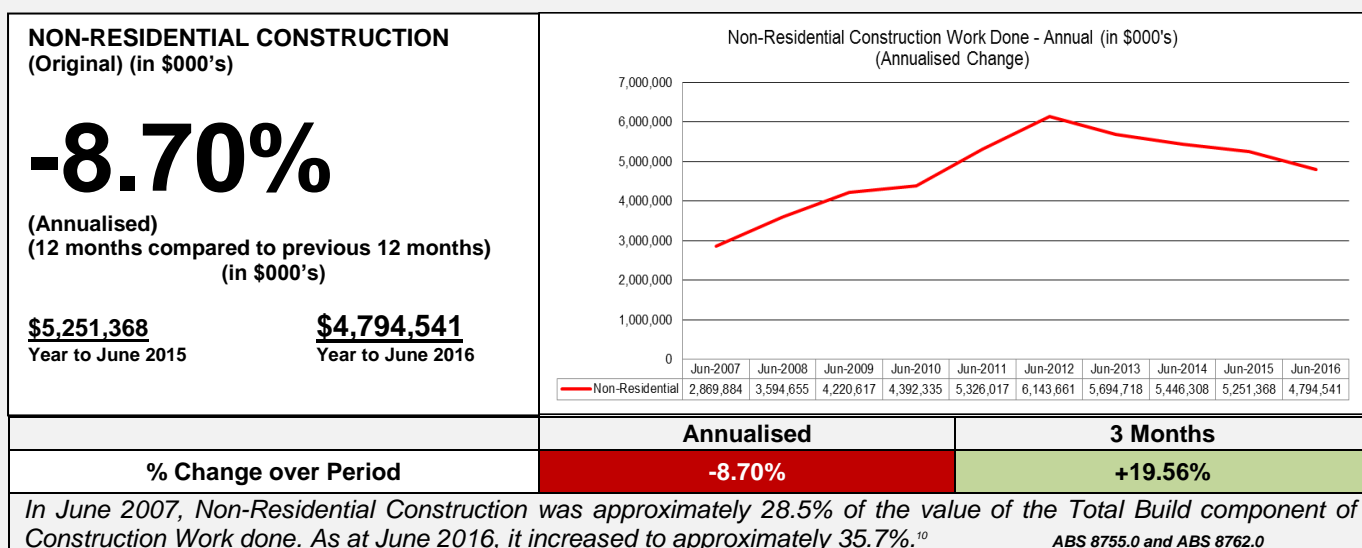 NON-RESIDENTIAL CONSTRUCTION
(Original) (in $000’s)
-8.70%
(Annualised)
(12 months compared to previous 12 months)
(in $000’s)
$5,251,368 $4,794,541
Year to June 2015 Year to June 2016
Non-Residential Construction Work Done - Annual (in $000's)
(Annualised Change)
7,000,000
6,000,000
5,000,000
4,000,000
3,000,000
2,000,000
1,000,000
0
Jun-2007 Jun-2008 Jun-2009 Jun-2010 Jun-2011 Jun-2012 Jun-2013 Jun-2014 Jun-2015 Jun-2016
Non-Residential 2,869,884 3,594,655 4,220,617 4,392,335 5,326,017 6,143,661 5,694,718 5,446,308 5,251,368 4,794,541
Annualised 3 Months
% Change over Period -8.70% +19.56%
In June 2007, Non-Residential Construction was approximately 28.5% of the value of the Total Build component of
Construction Work done. As at June 2016, it increased to approximately 35.7%.¹⁰ ABS 8755.0 and ABS 8762.0